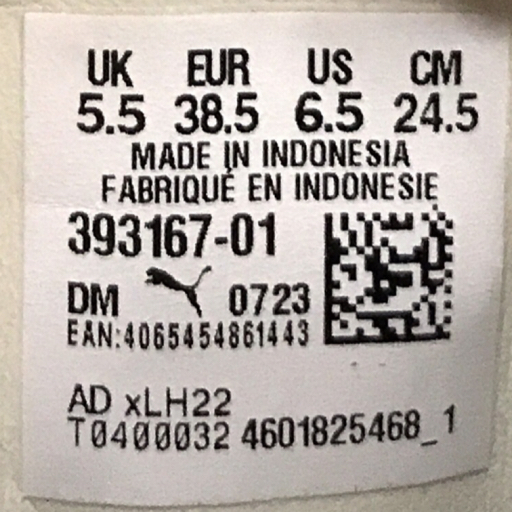 UK EUR US CM
5.5 38.5 6.5 24.5
MADE IN INDONESIA
FABRIQUÉ EN INDONESIE
393167-01
DM 0723
EAN:4065454861443
AD xLH22
T0400032 4601825468_1